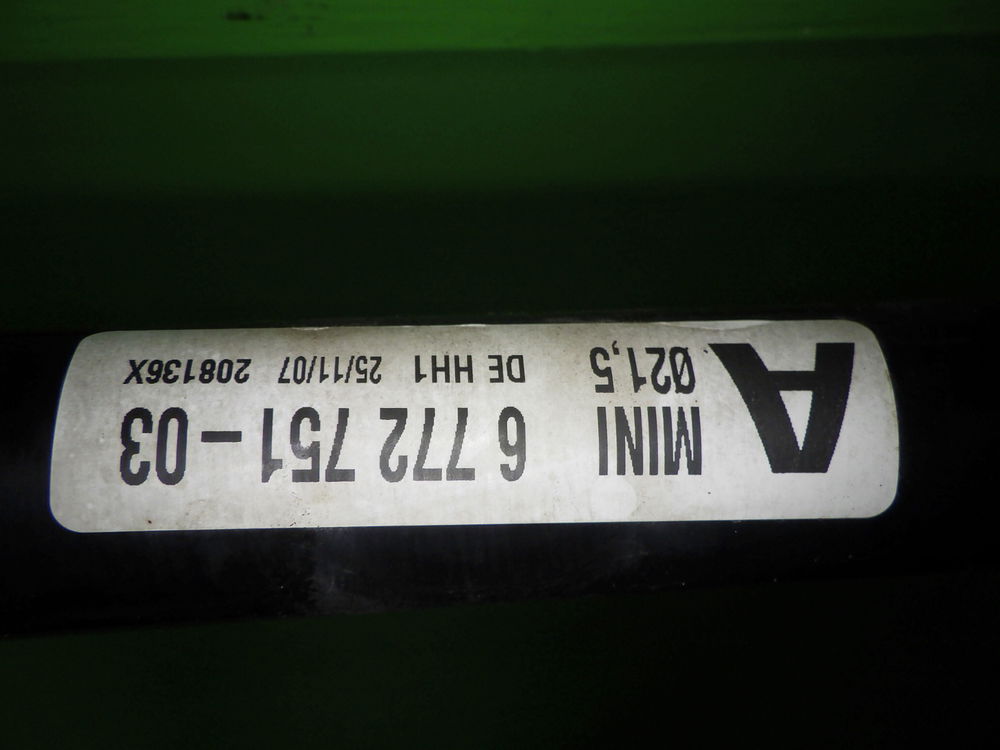 A
MINI 6 772 751-03
Ø21,5 DE HH1 25/11/07 208136X